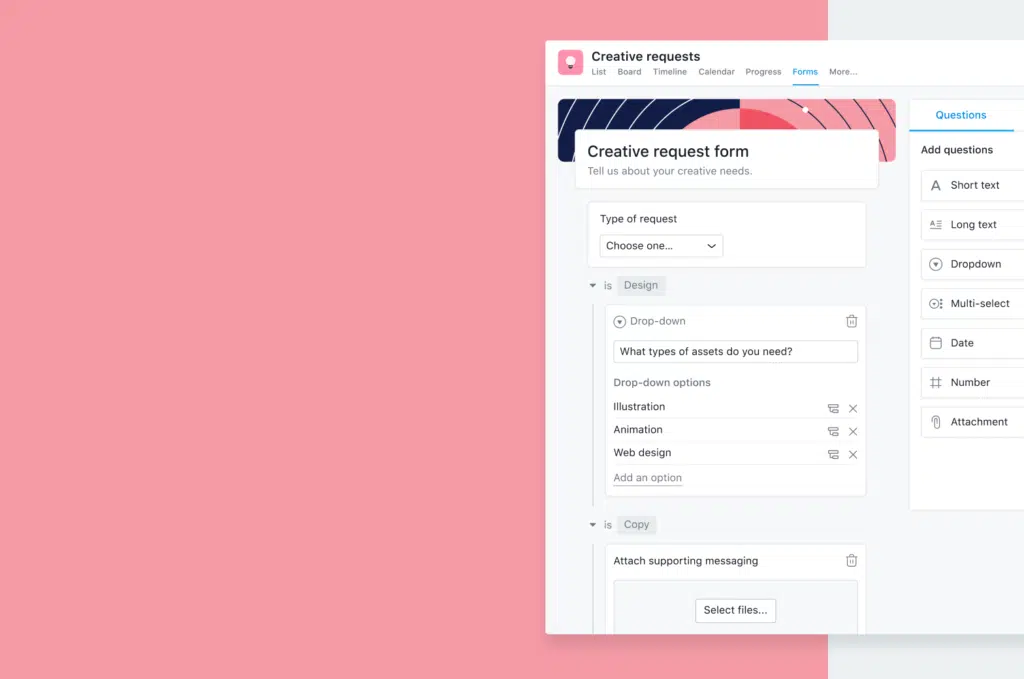 Creative requests
List Board Timeline Calendar Progress Forms More...
Creative request form
Tell us about your creative needs.
Type of request
Choose one...
is Design
Drop-down
What types of assets do you need?
Drop-down options
Illustration
Animation
Web design
Add an option
is Copy
Attach supporting messaging
Select files...
Questions
Add questions
Short text
Long text
Dropdown
Multi-select
Date
Number
Attachment